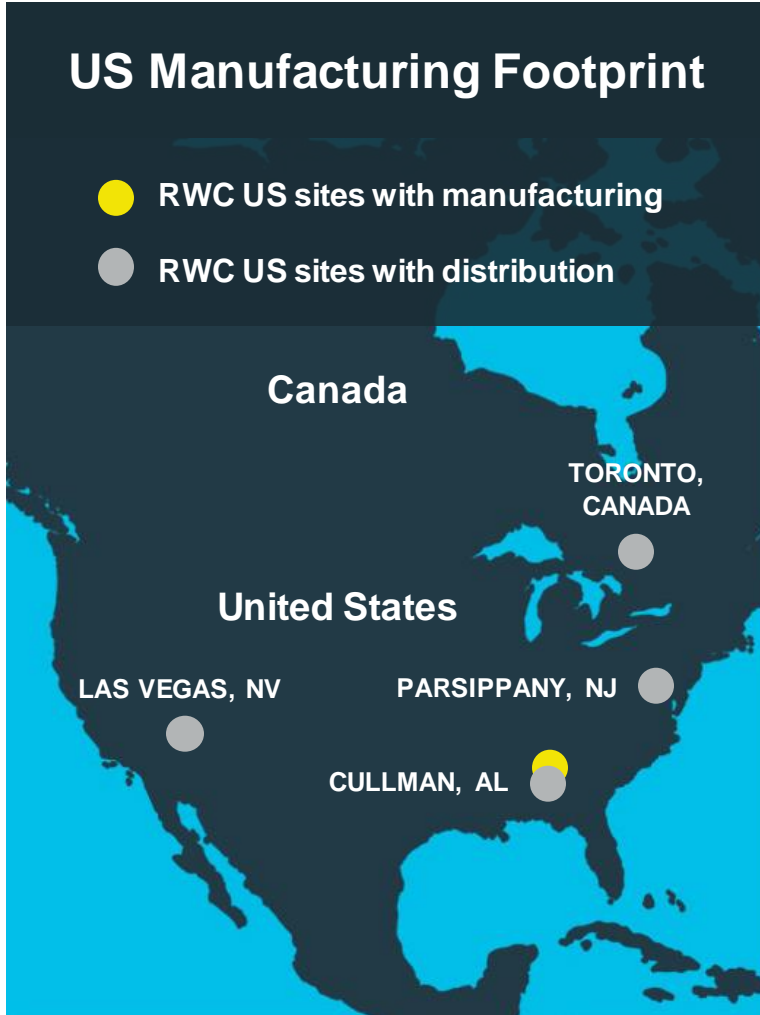 US Manufacturing Footprint
RWC US sites with manufacturing
RWC US sites with distribution
Canada
TORONTO,
CANADA
United States
LAS VEGAS, NV
PARSIPPANY, NJ
CULLMAN, AL